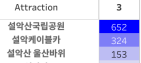 Attraction 3
설악산국립공원 652
설악케이블카 324
설악산 울산바위 153